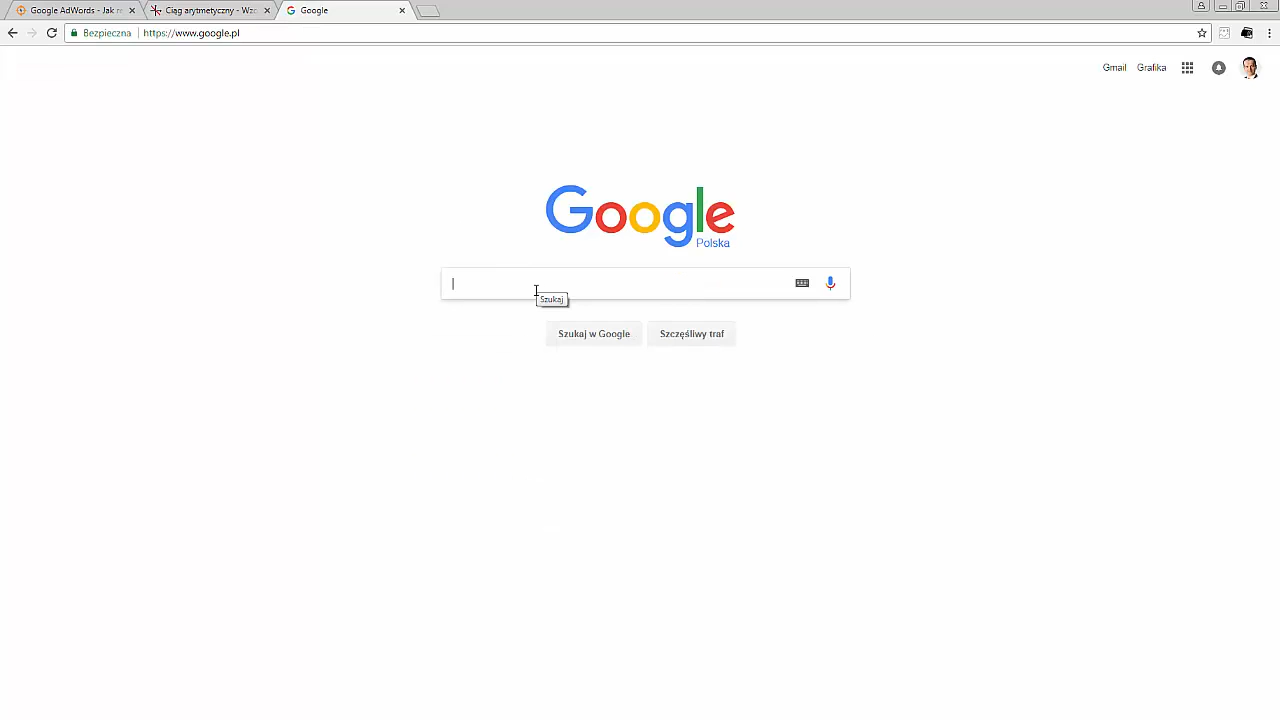 Google AdWords - Jak
Ciąg arytmetyczny - Wzo
Google
Bezpieczna
https://www.google.pl
Gmail
Grafika
Google
Polska
Szukaj
Szukaj w Google
Szczęśliwy traf